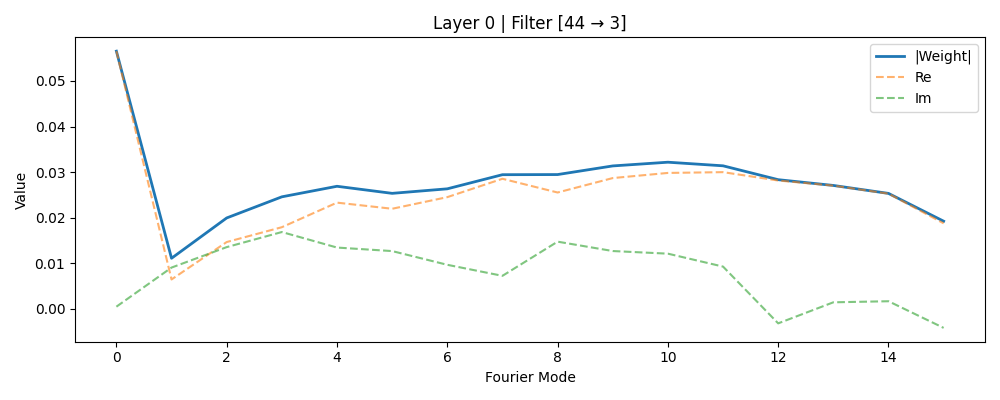 Layer 0 | Filter [44 → 3]
|Weight|
Re
Im
Value
0.05
0.04
0.03
0.02
0.01
0.00
0 2 4 6 8 10 12 14
Fourier Mode